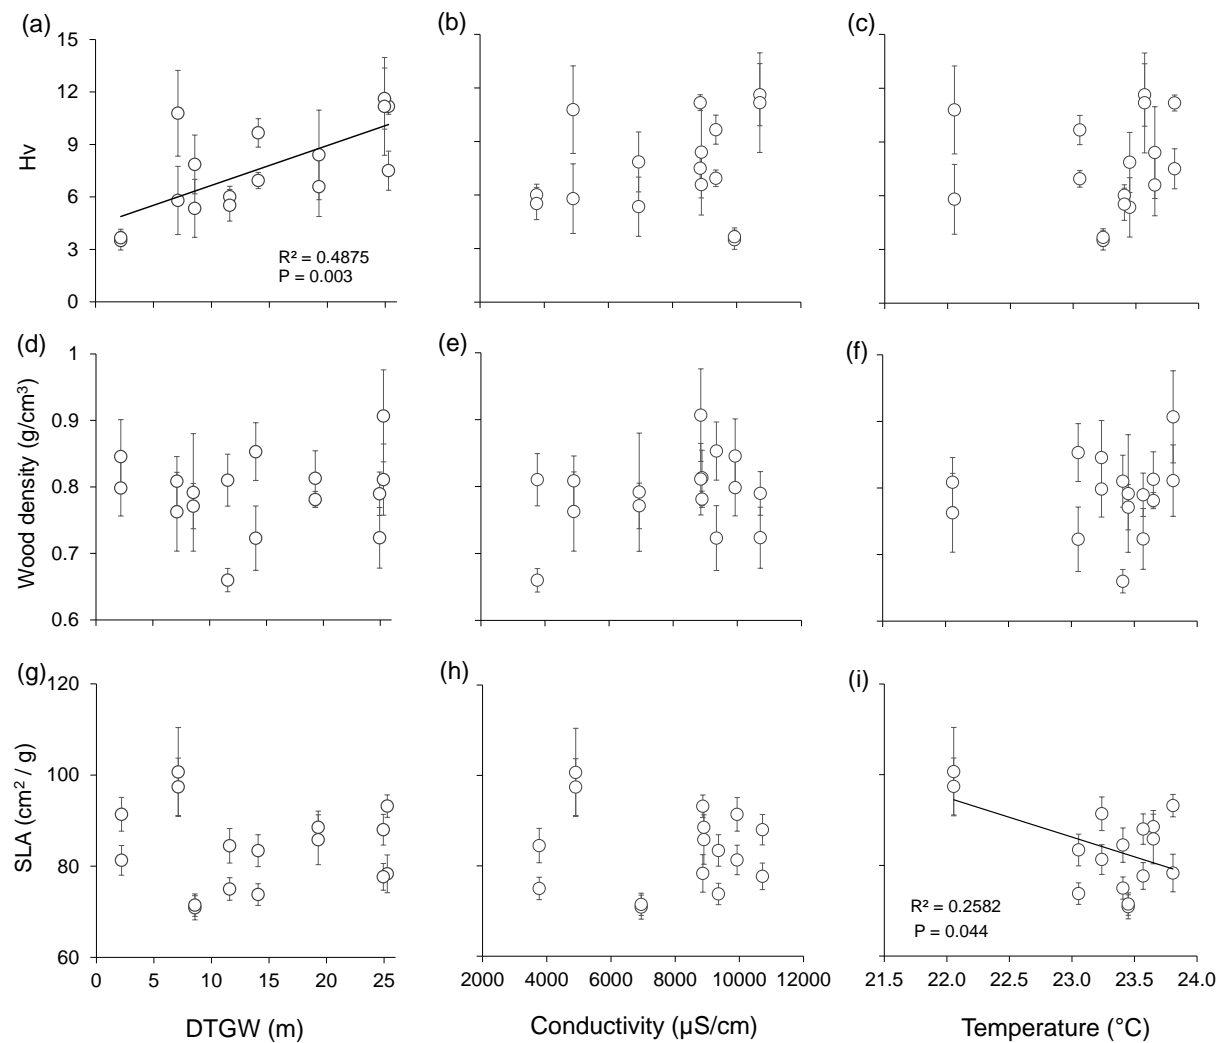 (a)
(b)
(c)
15
12
9
6
3
0
Hv
R² = 0.4875
P = 0.003
(d)
(e)
(f)
1
0.9
0.8
0.7
0.6
Wood density (g/cm³)
(g)
(h)
(i)
120
100
80
60
SLA (cm² / g)
R² = 0.2582
P = 0.044
0 5 10 15 20 25
2000 4000 6000 8000 10000 12000
21.5 22.0 22.5 23.0 23.5 24.0
DTGW (m)
Conductivity (µS/cm)
Temperature (°C)